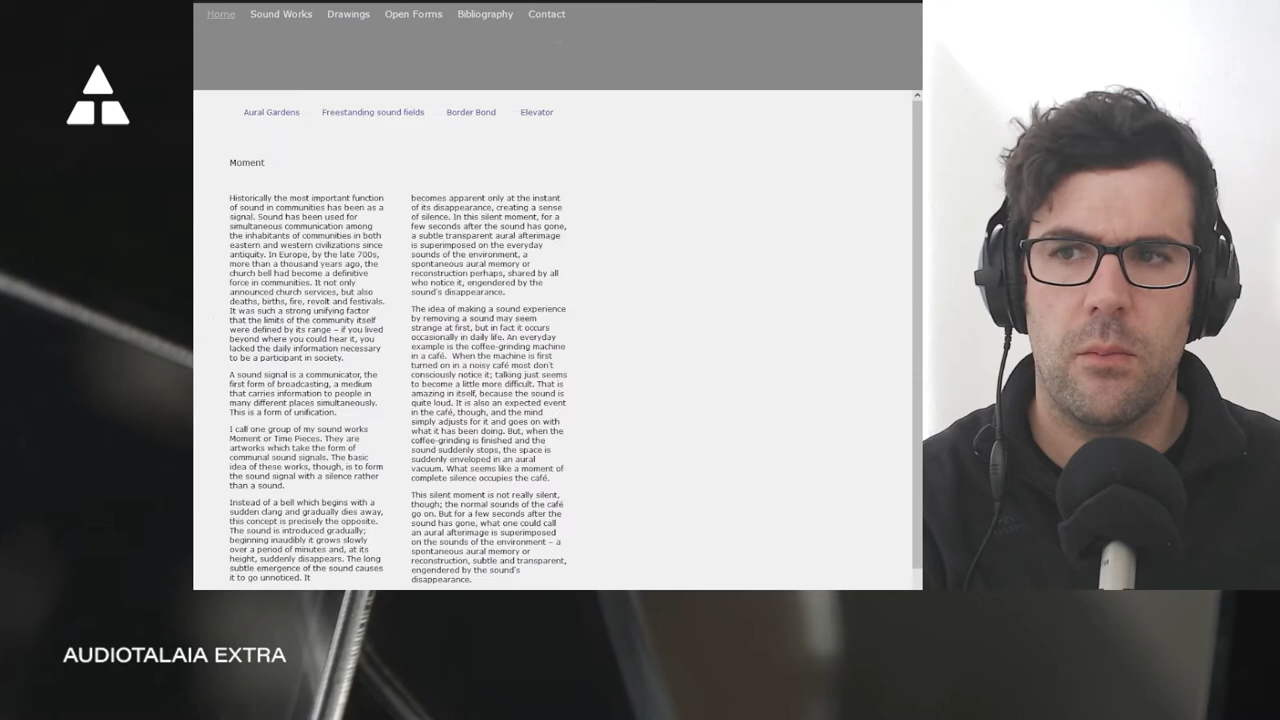 Home Sound Works Drawings Open Forms Bibliography Contact
Aural Gardens Freestanding sound fields Border Bond Elevator
Moment
Historically the most important function
of sound in communities has been as a
signal. Sound has been used for
simultaneous communication among
the inhabitants of communities in both
eastern and western civilizations since
antiquity. In Europe, by the late 700s,
more than a thousand years ago, the
church bell had become a definitive
force in communities. It not only
announced church services, but also
deaths, births, fire, revolt and festivals.
It was such a strong unifying factor
that the limits of the community itself
were defined by its range – if you lived
beyond where you could hear it, you
lacked the daily information necessary
to be a participant in society.
A sound signal is a communicator, the
first form of broadcasting, a medium
that carries information to people in
many different places simultaneously.
This is a form of unification.
I call one group of my sound works
Moment or Time Pieces. They are
artworks which take the form of
communal sound signals. The basic
idea of these works, though, is to form
the sound signal with a silence rather
than a sound.
Instead of a bell which begins with a
sudden clang and gradually dies away,
this concept is precisely the opposite.
The sound is introduced gradually;
beginning inaudibly it grows slowly
over a period of minutes and, at its
height, suddenly disappears. The long
subtle emergence of the sound causes
it to go unnoticed. It
becomes apparent only at the instant
of its disappearance, creating a sense
of silence. In this silent moment, for a
few seconds after the sound has gone,
a subtle transparent aural afterimage
is superimposed on the everyday
sounds of the environment, a
spontaneous aural memory or
reconstruction perhaps, shared by all
who notice it, engendered by the
sound's disappearance.
The idea of making a sound experience
by removing a sound may seem
strange at first, but in fact it occurs
occasionally in daily life. An everyday
example is the coffee-grinding machine
in a café. When the machine is first
turned on in a noisy café most don't
consciously notice it; talking just seems
to become a little more difficult. That is
amazing in itself, because the sound is
quite loud. It is also an expected event
in the café, though, and the mind
simply adjusts for it and goes on with
what it has been doing. But, when the
coffee-grinding is finished and the
sound suddenly stops, the space is
suddenly enveloped in an aural
vacuum. What seems like a moment of
complete silence occupies the café.
This silent moment is not really silent,
though; the normal sounds of the café
go on. But for a few seconds after the
sound has gone, what one could call
an aural afterimage is superimposed
on the sounds of the environment – a
spontaneous aural memory or
reconstruction, subtle and transparent,
engendered by the sound's
disappearance.
AUDIOTALAIA EXTRA